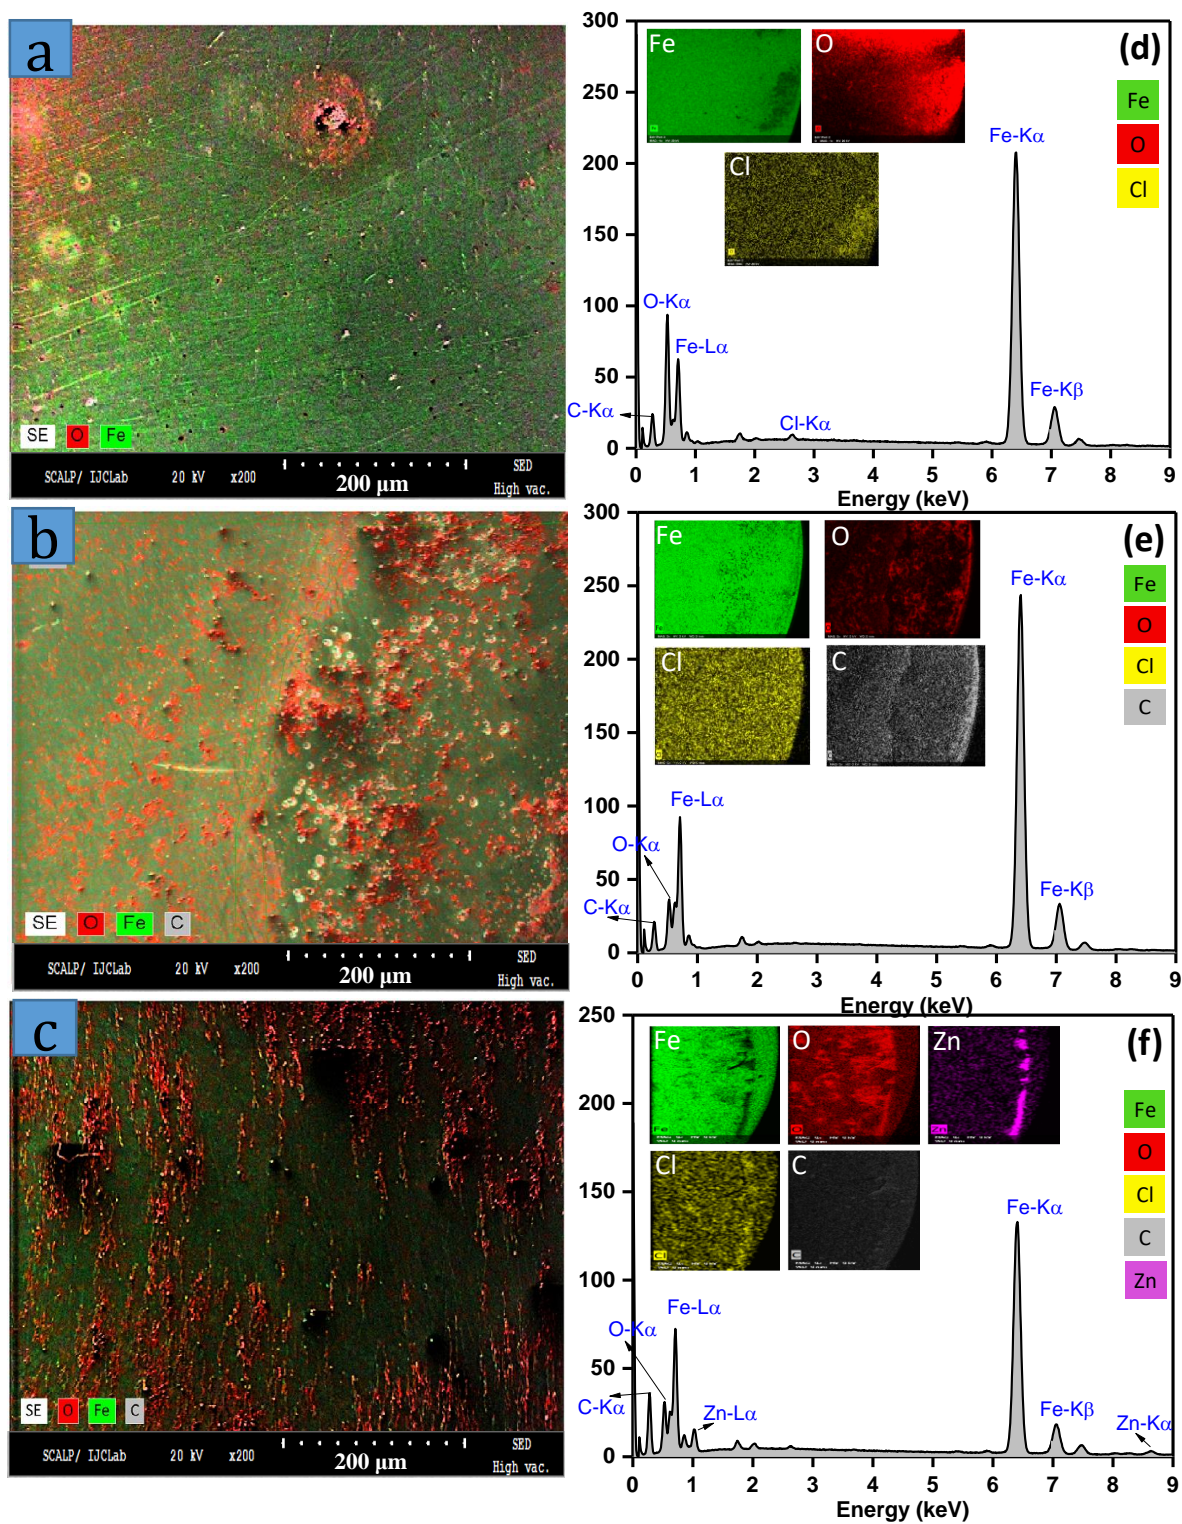 a
SE O Fe
SCALP/ IJCLab 20 kV x200 200 µm SED
High vac.
(d)
Fe O
Cl
Fe
O
Cl
300
250
200
150
100
50
0
Fe-Kα
O-Kα
Fe-Lα
C-Kα
Cl-Kα
Fe-Kβ
0 1 2 3 4 5 6 7 8 9
Energy (keV)
b
SE O Fe C
SCALP/ IJCLab 20 kV x200 200 µm SED
High vac.
(e)
Fe O
Cl C
Fe
O
Cl
C
300
250
200
150
100
50
0
Fe-Kα
Fe-Lα
O-Kα
C-Kα
Fe-Kβ
0 1 2 3 4 5 6 7 8 9
Energy (keV)
c
SE O Fe C
SCALP/ IJCLab 20 kV x200 200 µm SED
High vac.
(f)
Fe O Zn
Cl C
Fe
O
Cl
C
Zn
250
200
150
100
50
0
Fe-Kα
Fe-Lα
O-Kα
C-Kα
Zn-Lα
Fe-Kβ
Zn-Kα
0 1 2 3 4 5 6 7 8 9
Energy (keV)